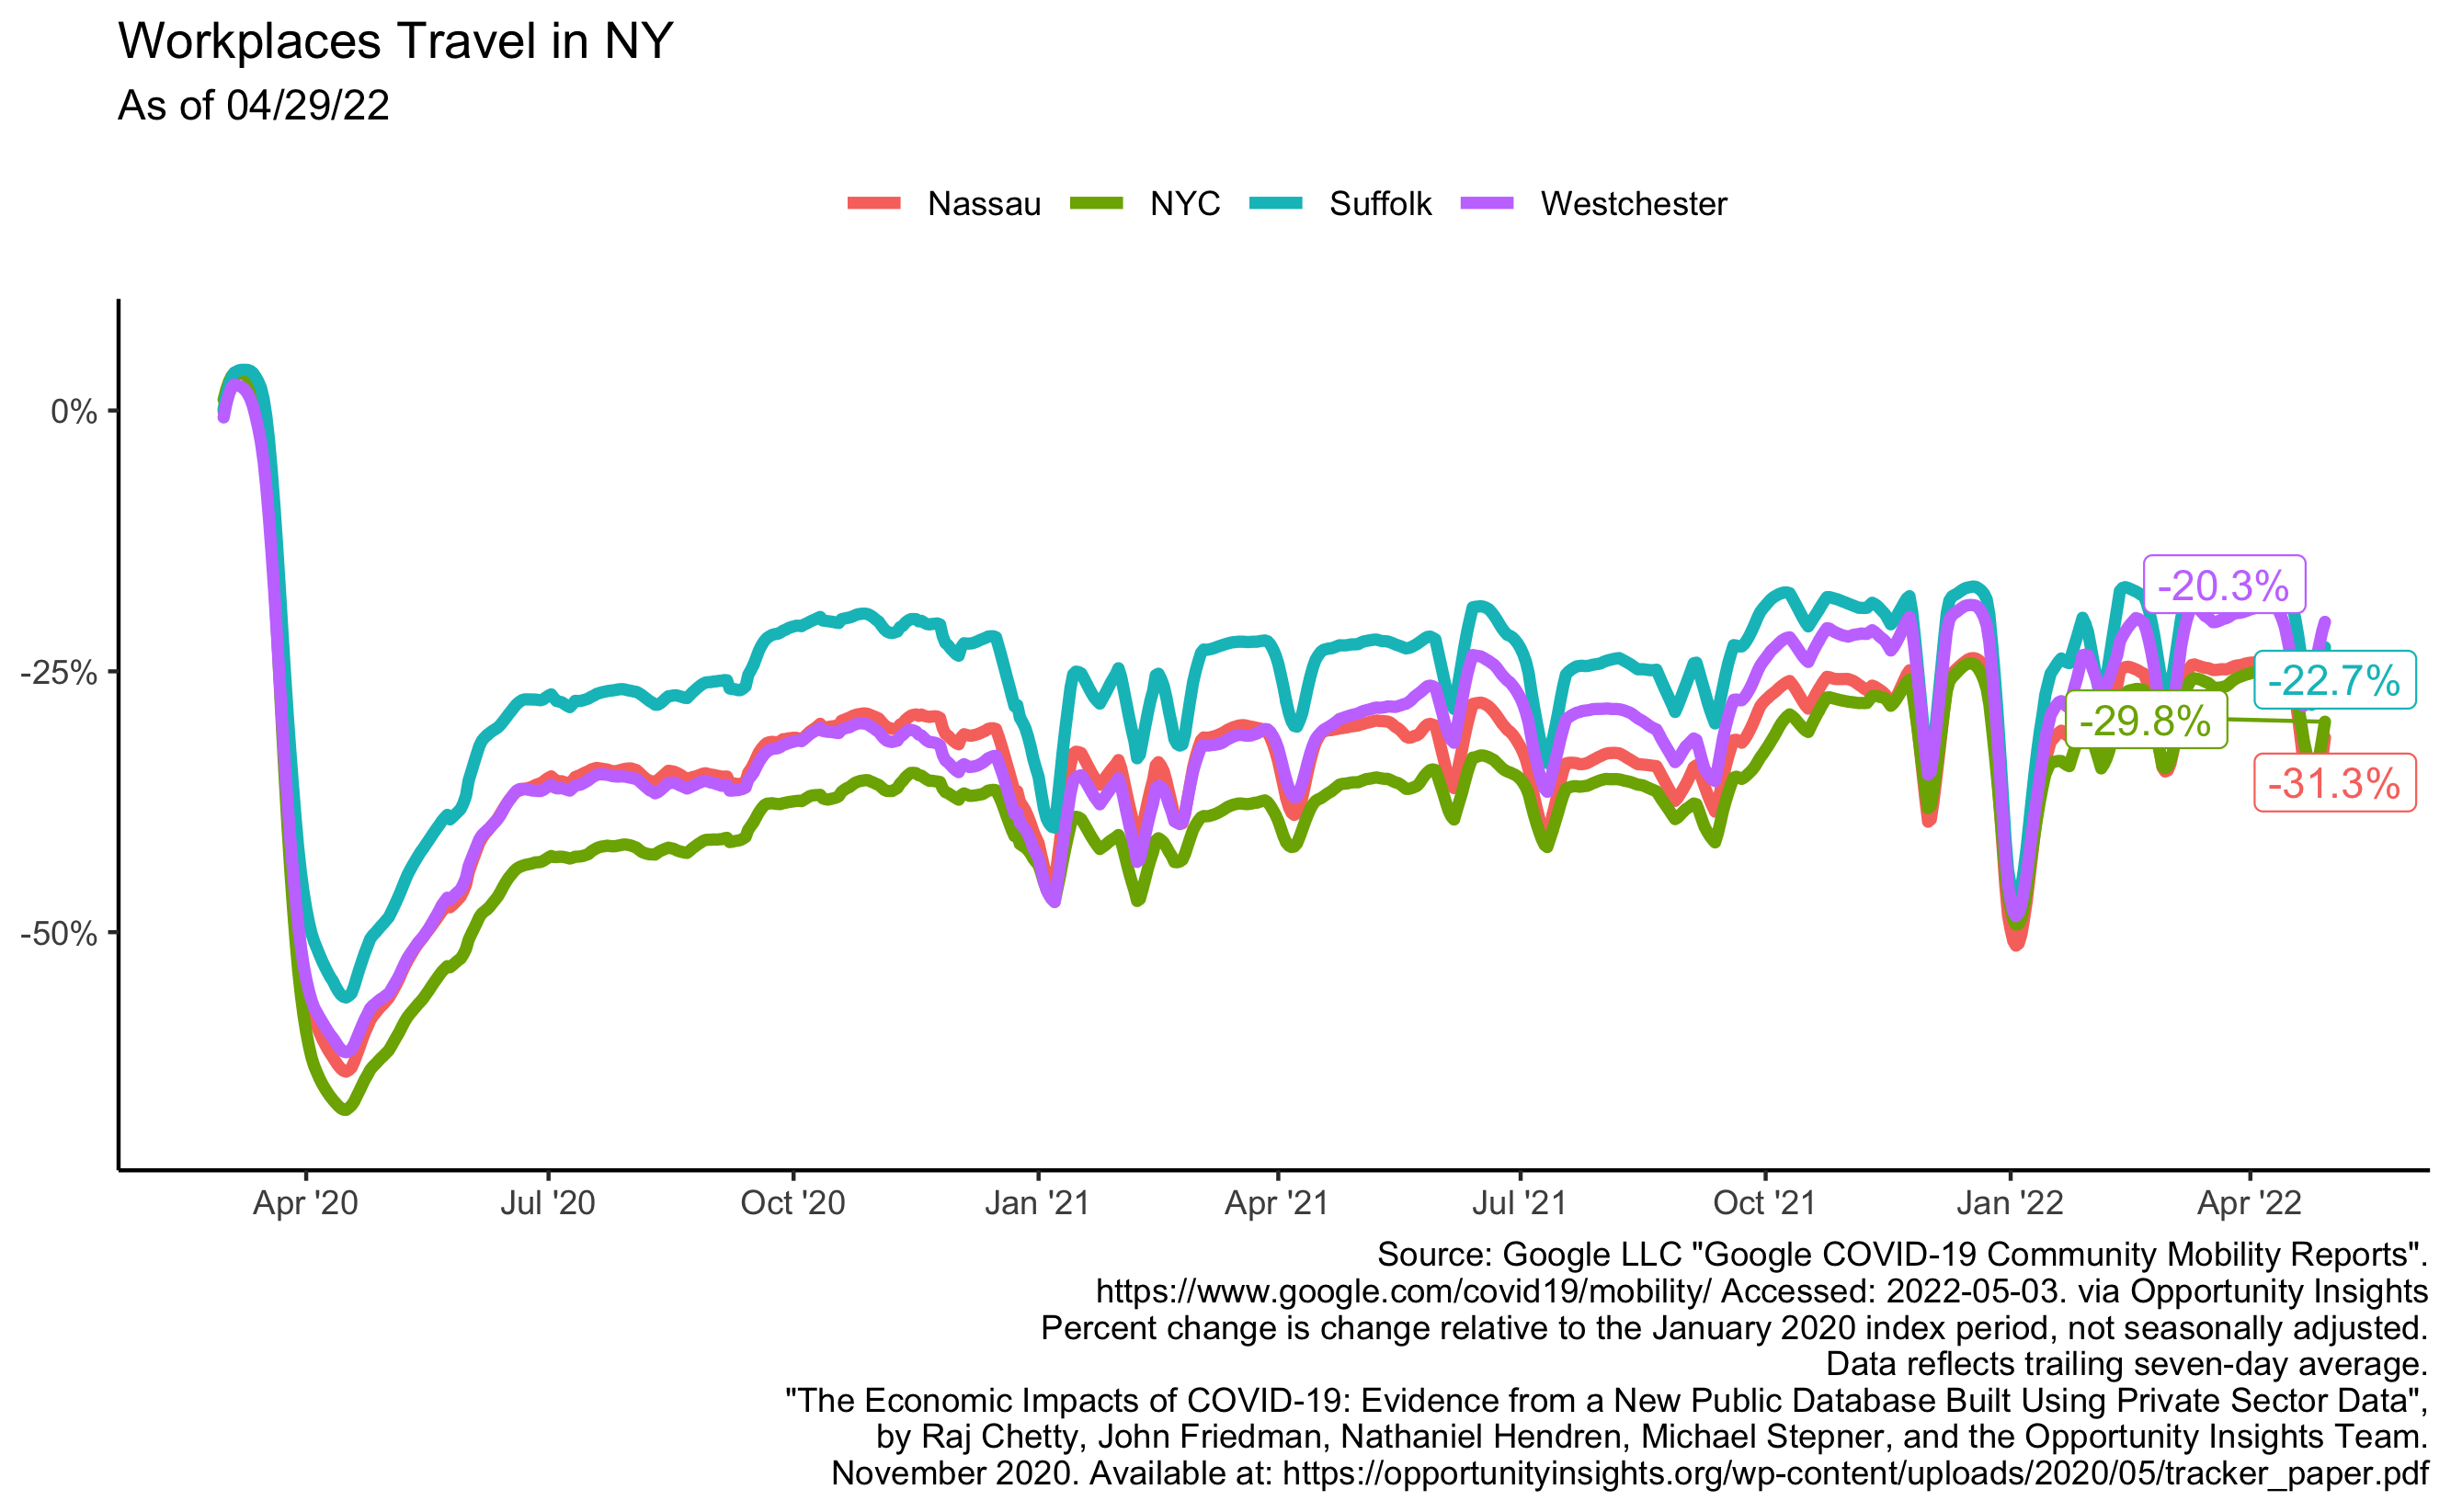 Workplaces Travel in NY
As of 04/29/22
Nassau NYC Suffolk Westchester
0%
-25%
-50%
-20.3%
-22.7%
-29.8%
-31.3%
Apr '20 Jul '20 Oct '20 Jan '21 Apr '21 Jul '21 Oct '21 Jan '22 Apr '22
Source: Google LLC "Google COVID-19 Community Mobility Reports".
https://www.google.com/covid19/mobility/ Accessed: 2022-05-03. via Opportunity Insights
Percent change is change relative to the January 2020 index period, not seasonally adjusted.
Data reflects trailing seven-day average.
"The Economic Impacts of COVID-19: Evidence from a New Public Database Built Using Private Sector Data",
by Raj Chetty, John Friedman, Nathaniel Hendren, Michael Stepner, and the Opportunity Insights Team.
November 2020. Available at: https://opportunityinsights.org/wp-content/uploads/2020/05/tracker_paper.pdf